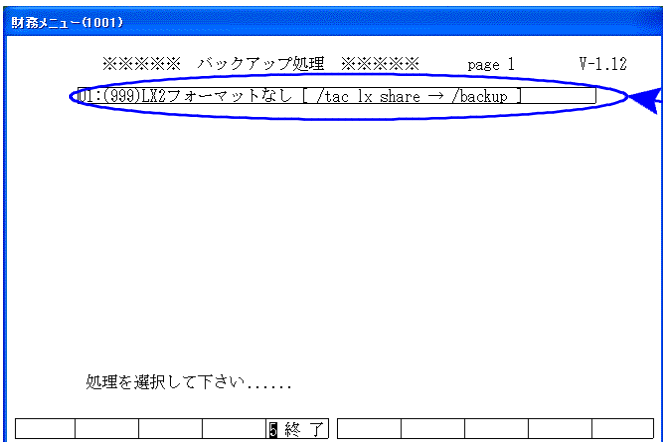 財務メニュー(1001)
※※※※※ バックアップ処理 ※※※※※ page 1 V-1.12
01:(999)LX2フォーマットなし [ /tac lx share → /backup ]
処理を選択して下さい......
5 終 了